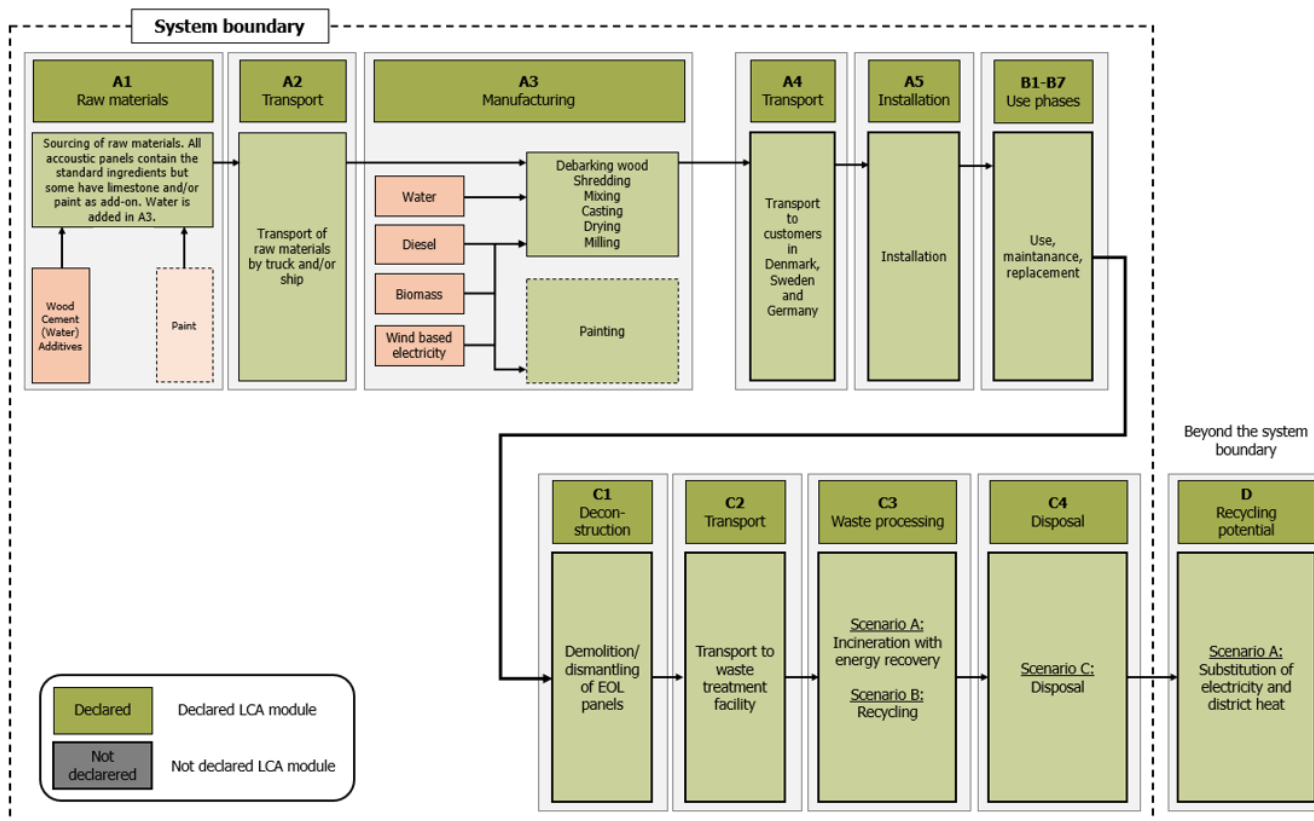 System boundary
A1
Raw materials
Sourcing of raw materials. All
accoustic panels contain the
standard ingredients but
some have limestone and/or
paint as add-on. Water is
added in A3.
Wood
Cement
(Water)
Additives
Paint
A2
Transport
Transport of
raw materials
by truck and/or
ship
A3
Manufacturing
Water
Diesel
Biomass
Wind based
electricity
Debarking wood
Shredding
Mixing
Casting
Drying
Milling
Painting
A4
Transport
Transport
to
customers
in
Denmark,
Sweden
and
Germany
A5
Installation
Installation
B1-B7
Use phases
Use,
maintanance,
replacement
Beyond the system
boundary
C1
Decon-
struction
Demolition/
dismantling
of EOL
panels
C2
Transport
Transport to
waste
treatment
facility
C3
Waste processing
Scenario A:
Incineration with
energy recovery
Scenario B:
Recycling
C4
Disposal
Scenario C:
Disposal
D
Recycling
potential
Scenario A:
Substitution of
electricity and
district heat
Declared
Declared LCA module
Not
declarered
Not declared LCA module